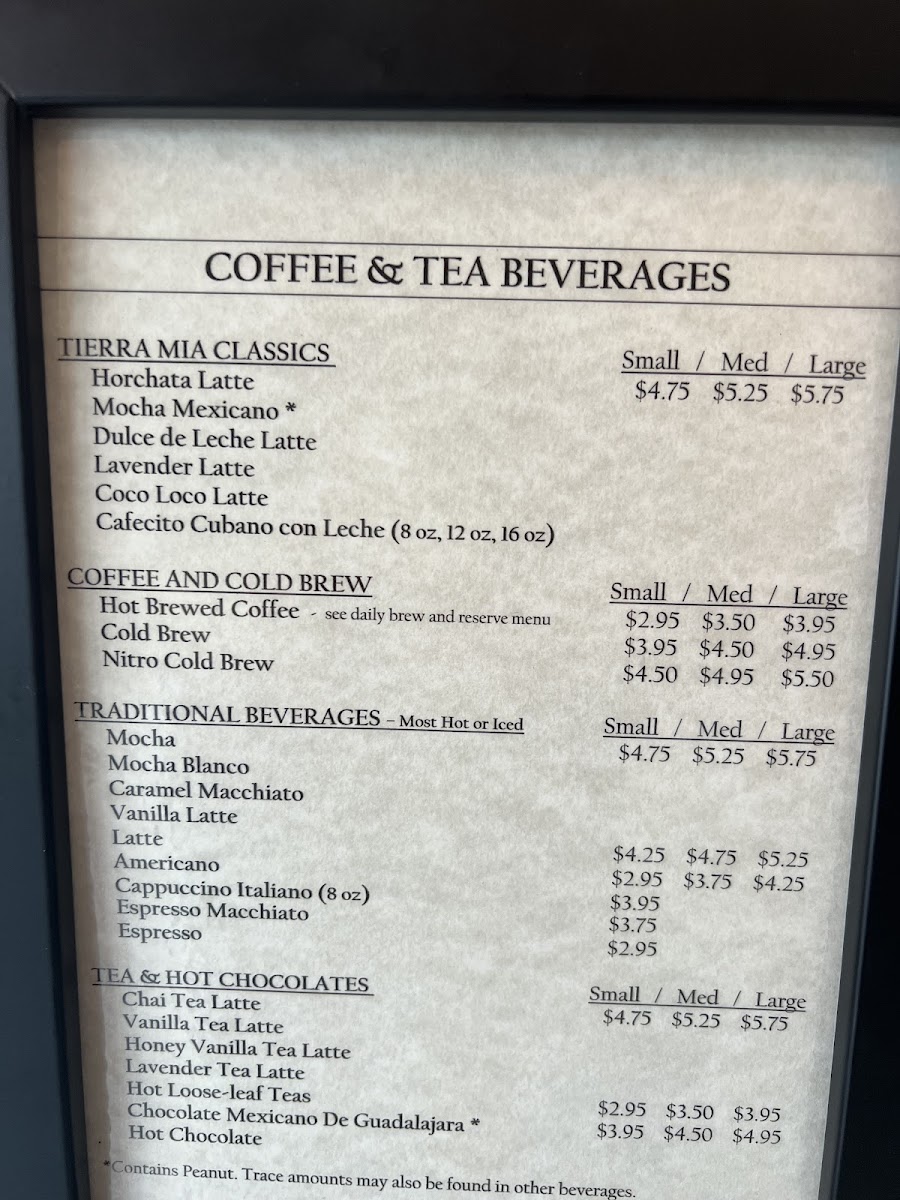 COFFEE & TEA BEVERAGES
TIERRA MIA CLASSICS Small / Med / Large
Horchata Latte $4.75 $5.25 $5.75
Mocha Mexicano *
Dulce de Leche Latte
Lavender Latte
Coco Loco Latte
Cafecito Cubano con Leche (8 oz, 12 oz, 16 oz)
COFFEE AND COLD BREW Small / Med / Large
Hot Brewed Coffee - see daily brew and reserve menu $2.95 $3.50 $3.95
Cold Brew $3.95 $4.50 $4.95
Nitro Cold Brew $4.50 $4.95 $5.50
TRADITIONAL BEVERAGES – Most Hot or Iced Small / Med / Large
Mocha $4.75 $5.25 $5.75
Mocha Blanco
Caramel Macchiato
Vanilla Latte
Latte $4.25 $4.75 $5.25
Americano $2.95 $3.75 $4.25
Cappuccino Italiano (8 oz) $3.95
Espresso Macchiato $3.75
Espresso $2.95
TEA & HOT CHOCOLATES Small / Med / Large
Chai Tea Latte $4.75 $5.25 $5.75
Vanilla Tea Latte
Honey Vanilla Tea Latte
Lavender Tea Latte
Hot Loose-leaf Teas $2.95 $3.50 $3.95
Chocolate Mexicano De Guadalajara * $3.95 $4.50 $4.95
Hot Chocolate
*Contains Peanut. Trace amounts may also be found in other beverages.